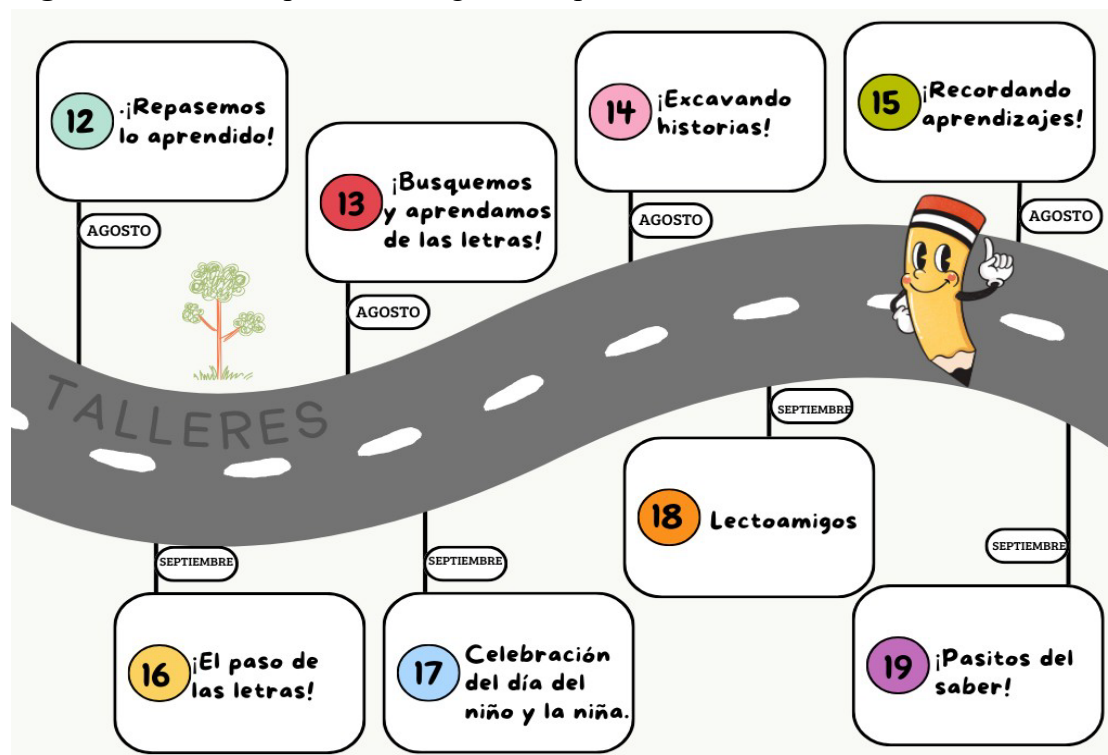 12
.¡Repasemos
lo aprendido!
AGOSTO
13
¡Busquemos
y aprendamos
de las letras!
AGOSTO
14
¡Excavando
historias!
AGOSTO
15
¡Recordando
aprendizajes!
AGOSTO
TALLERES
SEPTIEMBRE
16
¡El paso de
las letras!
SEPTIEMBRE
17
Celebración
del día del
niño y la niña.
SEPTIEMBRE
18
Lectoamigos
SEPTIEMBRE
19
¡Pasitos del
saber!